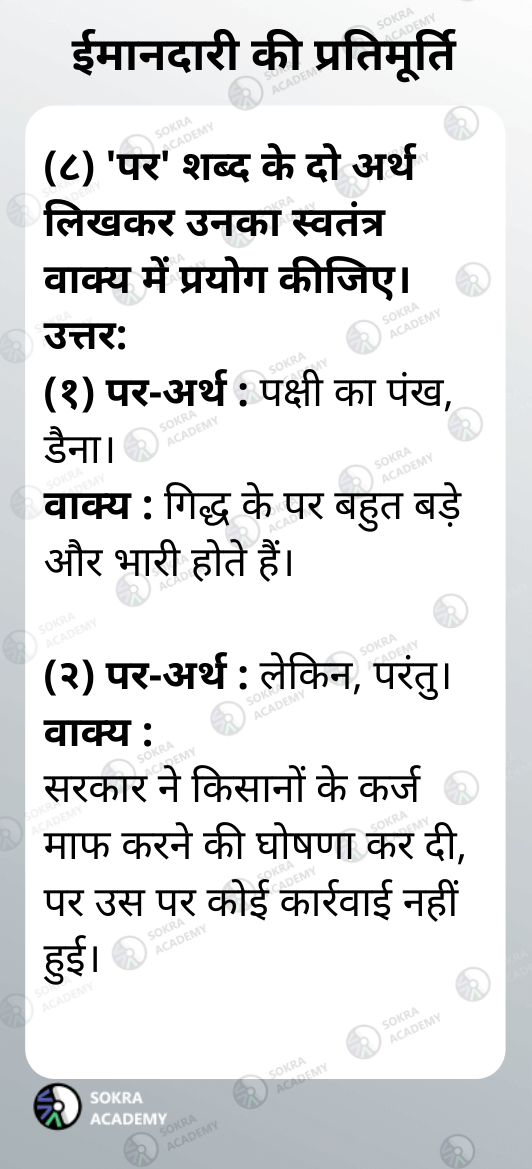 ईमानदारी की प्रतिमूर्ति
(८) 'पर' शब्द के दो अर्थ
लिखकर उनका स्वतंत्र
वाक्य में प्रयोग कीजिए।
उत्तर:
(१) पर-अर्थ : पक्षी का पंख,
डैना।
वाक्य : गिद्ध के पर बहुत बड़े
और भारी होते हैं।
(२) पर-अर्थ : लेकिन, परंतु।
वाक्य :
सरकार ने किसानों के कर्ज
माफ करने की घोषणा कर दी,
पर उस पर कोई कार्रवाई नहीं
हुई।
SOKRA
ACADEMY